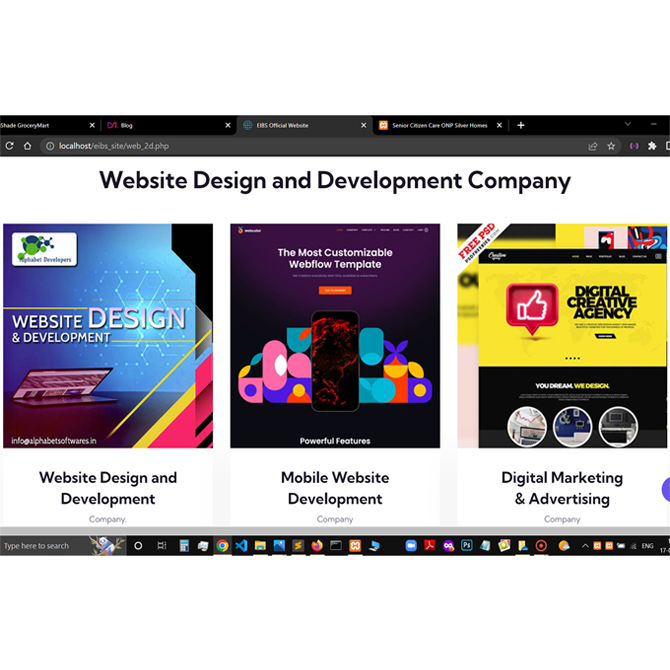 Shade GroceryMart
Blog
EIBS Official Website
Senior Citizen Care ONP Silver Homes
localhost/eibs_site/web_2d.php
Website Design and Development Company
Alphabet Developers
WEBSITE DESIGN
& DEVELOPMENT
info@alphabetsoftwares.in
The Most Customizable
Webflow Template
Powerful Features
FREE PSD
PSDFREEBIES.COM
Creative
DIGITAL
CREATIVE
AGENCY
YOU DREAM. WE DESIGN.
Website Design and
Development
Company.
Mobile Website
Development
Company
Digital Marketing
& Advertising
Company
Type here to search
ENG